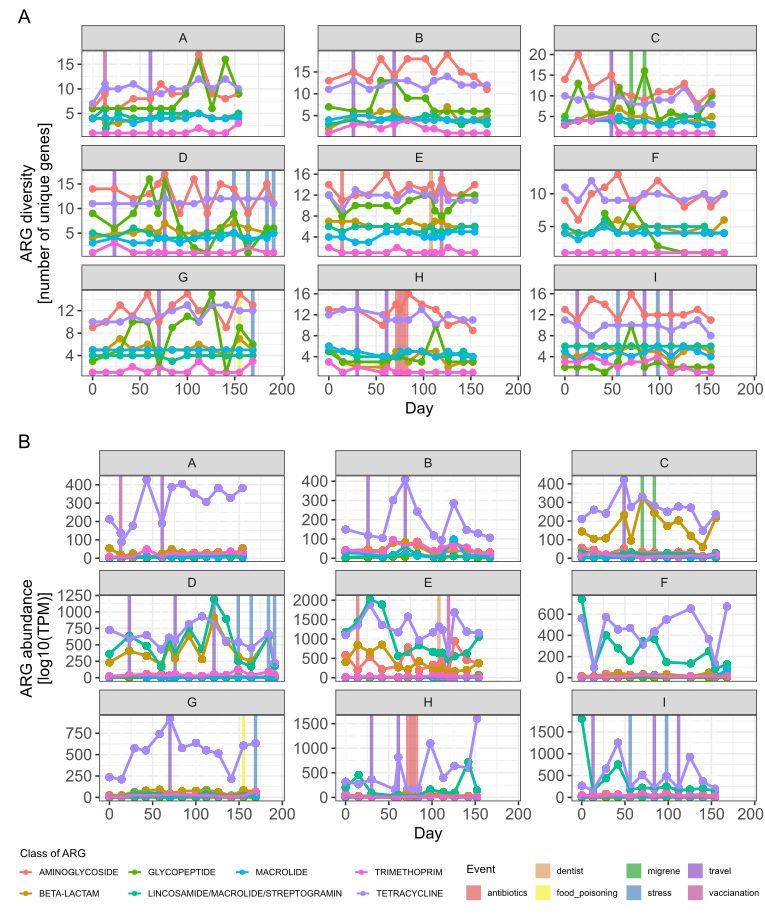 A
A B C
15 10 5
15 10 5
20 15 10 5
D E F
15 10 5
16 12 8 4
10 5
G H I
12 8 4
16 12 8 4
16 12 8 4
0 50 100 150 200 0 50 100 150 200 0 50 100 150 200
ARG diversity
[number of unique genes]
Day
B
A B C
400 300 200 100 0
400 300 200 100 0
400 300 200 100 0
D E F
1250 1000 750 500 250 0
2000 1500 1000 500 0
600 400 200 0
G H I
750 500 250 0
1500 1000 500 0
1500 1000 500 0
0 50 100 150 200 0 50 100 150 200 0 50 100 150 200
ARG abundance
[log10(TPM)]
Day
Class of ARG
AMINOGLYCOSIDE GLYCOPEPTIDE MACROLIDE TRIMETHOPRIM
BETA-LACTAM LINCOSAMIDE/MACROLIDE/STREPTOGRAMIN TETRACYCLINE
Event dentist migrene travel
antibiotics food_poisoning stress vaccianation